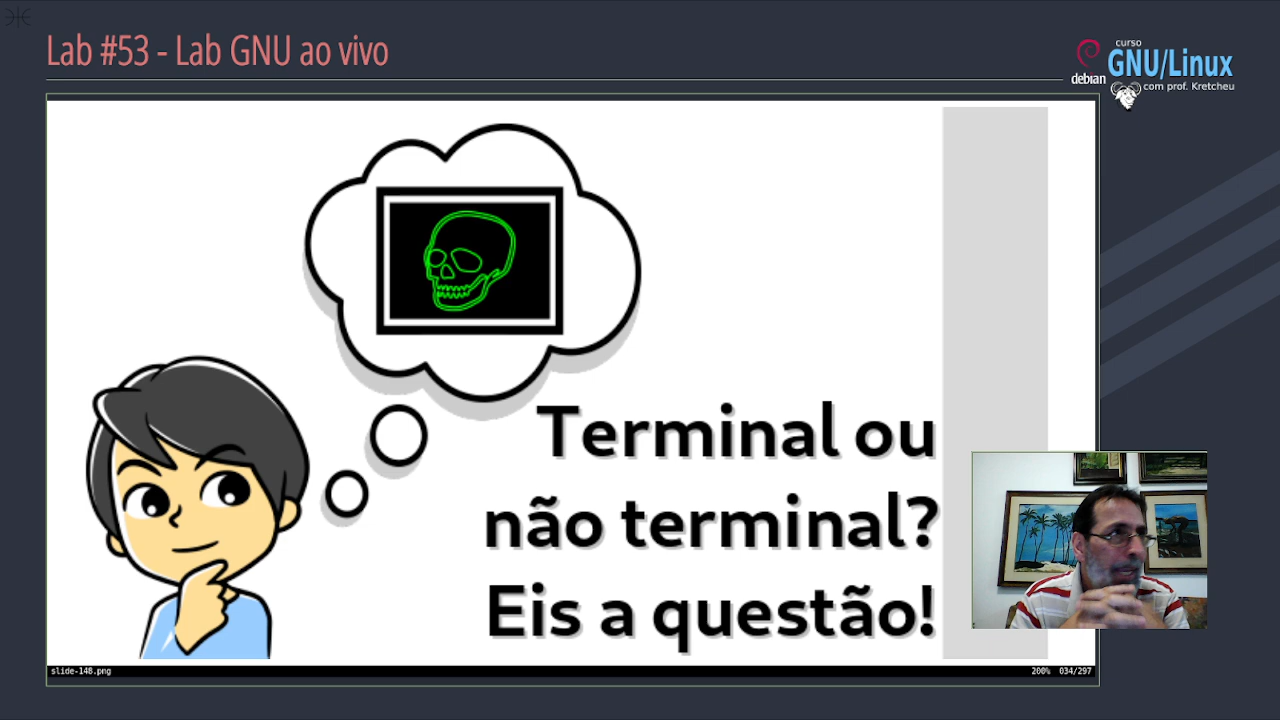 Lab #53 - Lab GNU ao vivo
curso
GNU/Linux
debian
com prof. Kretcheu
Terminal ou
não terminal?
Eis a questão!
slide-148.png
200% 034/297